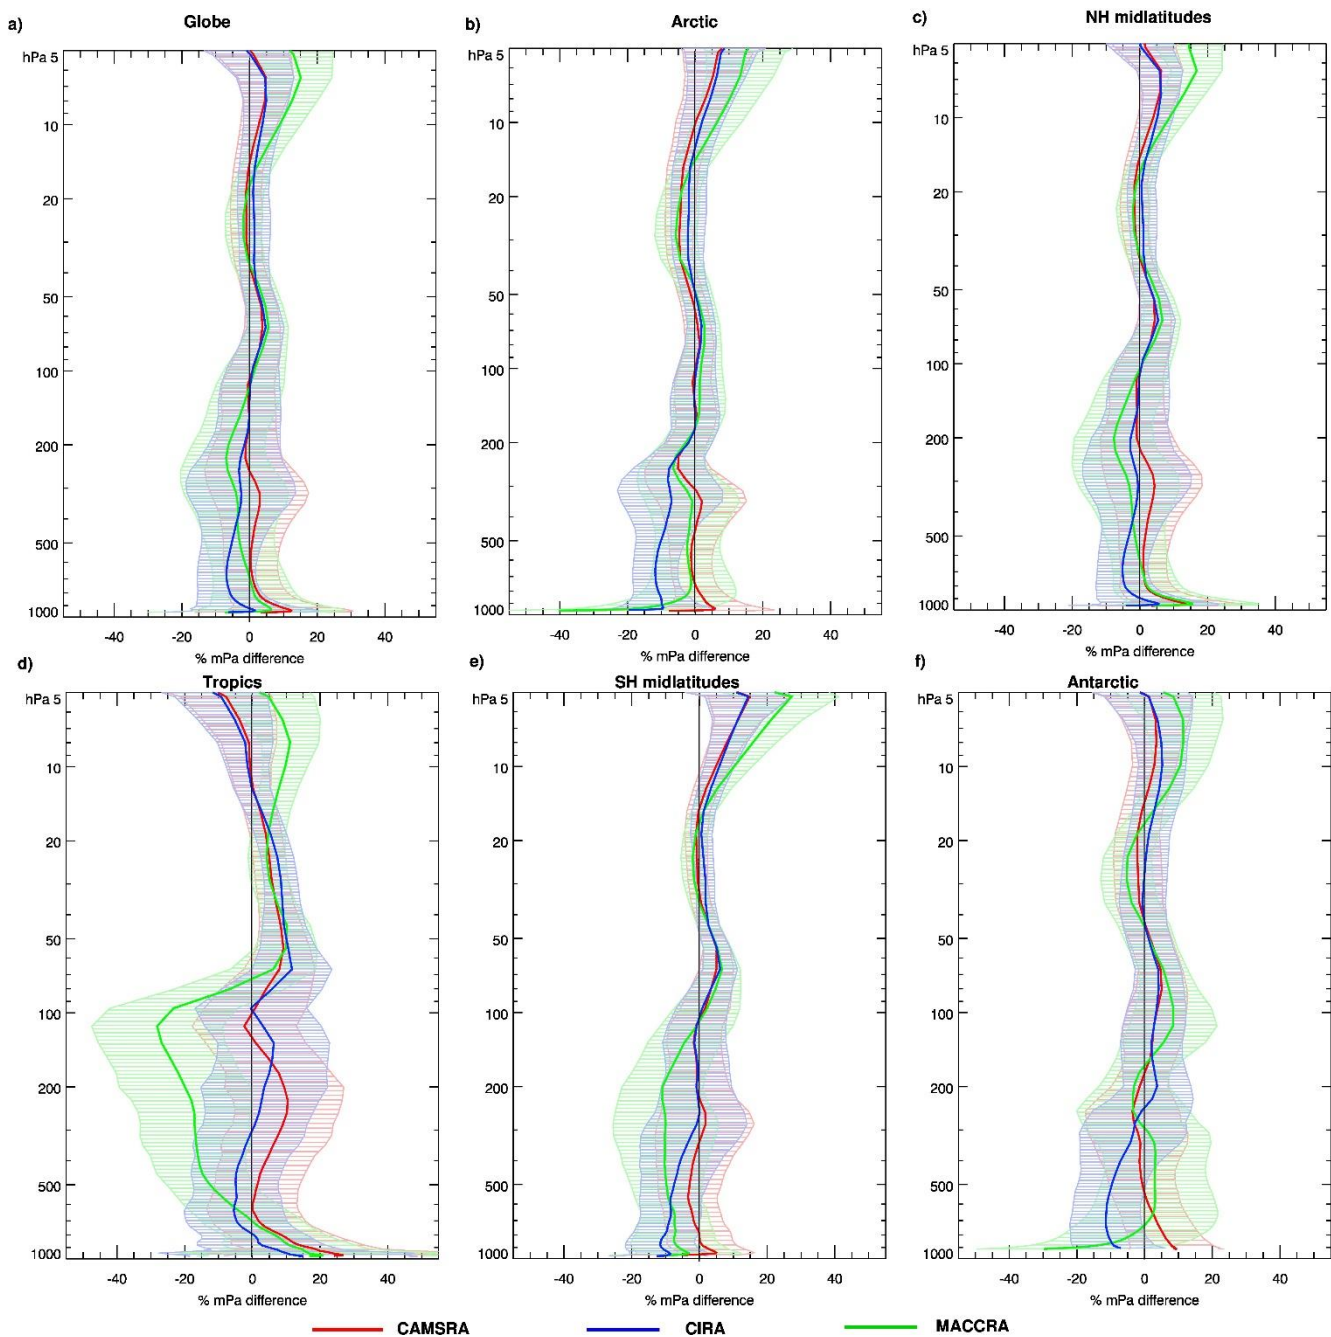 a) Globe
b) Arctic
c) NH midlatitudes
hPa 5 hPa 5 hPa 5
10 10 10
20 20 20
50 50 50
100 100 100
200 200 200
500 500 500
1000 1000 1000
-40 -20 0 20 40 -40 -20 0 20 40 -40 -20 0 20 40
% mPa difference % mPa difference % mPa difference
d) Tropics
e) SH midlatitudes
f) Antarctic
hPa 5 hPa 5 hPa 5
10 10 10
20 20 20
50 50 50
100 100 100
200 200 200
500 500 500
1000 1000 1000
-40 -20 0 20 40 -40 -20 0 20 40 -40 -20 0 20 40
% mPa difference % mPa difference % mPa difference
CAMSRA CIRA MACCRA